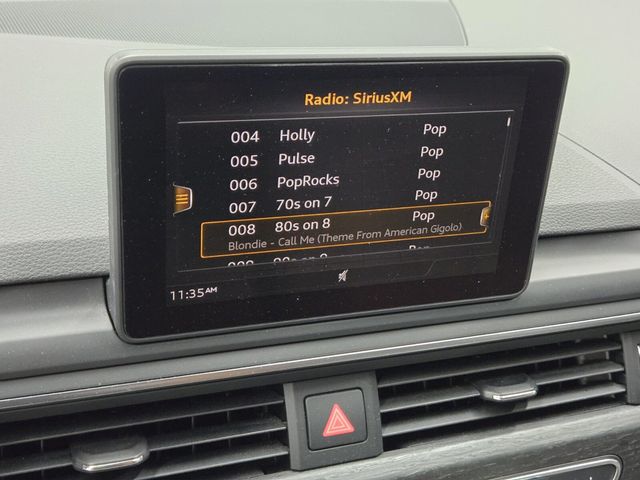 Radio: SiriusXM
004 Holly Pop
005 Pulse Pop
006 PopRocks Pop
007 70s on 7 Pop
008 80s on 8 Pop
Blondie - Call Me (Theme From American Gigolo)
11:35AM